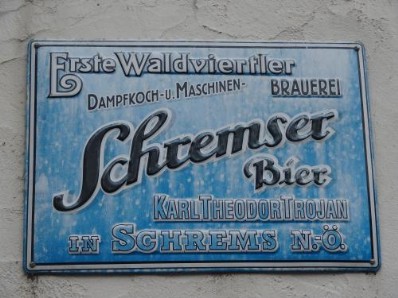 Erste Waldviertler
DAMPFKOCH-U. MASCHINEN- BRAUEREI
Schremser
Bier
KARL THEODOR TROJAN
IN SCHREMS N.-Ö.